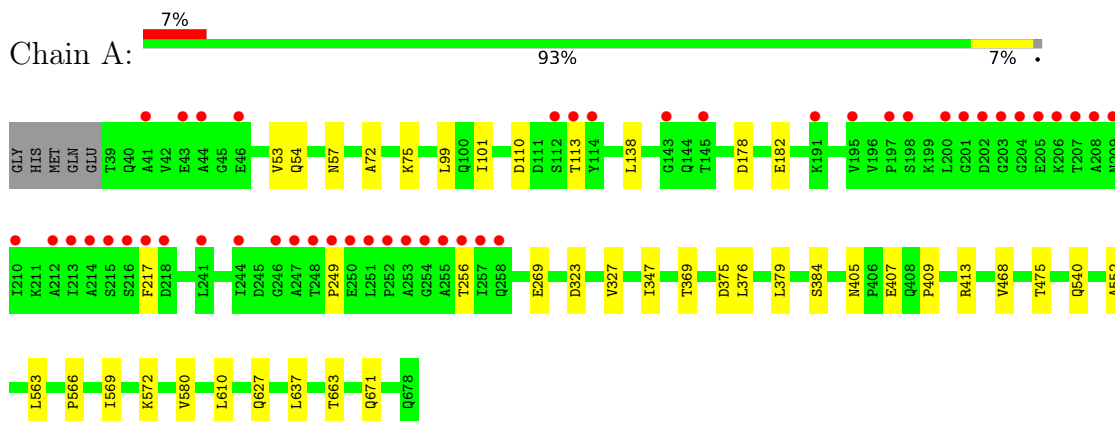 7%
Chain A:
93% 7% •
GLY HIS MET GLN GLU T39 Q40 A41 V42 E43 A44 G45 E46 V53 Q54 N57 A72 K75 L99 Q100 I101 D110 D111 S112 T113 Y114 L138 G143 Q144 T145 D178 E182 K191 V195 V196 P197 S198 K199 L200 G201 D202 G203 G204 E205 K206 T207 A208 N209
I210 K211 A212 I213 A214 S215 S216 F217 D218 L241 I244 D245 G246 A247 T248 P249 E250 L251 P252 A253 G254 A255 T256 I257 Q258 E269 D323 V327 I347 T369 D375 L376 L379 S384 N405 P406 E407 Q408 P409 R413 V468 T475 Q540 A552
L563 P566 I569 K572 V580 L610 Q627 L637 T663 Q671 Q678